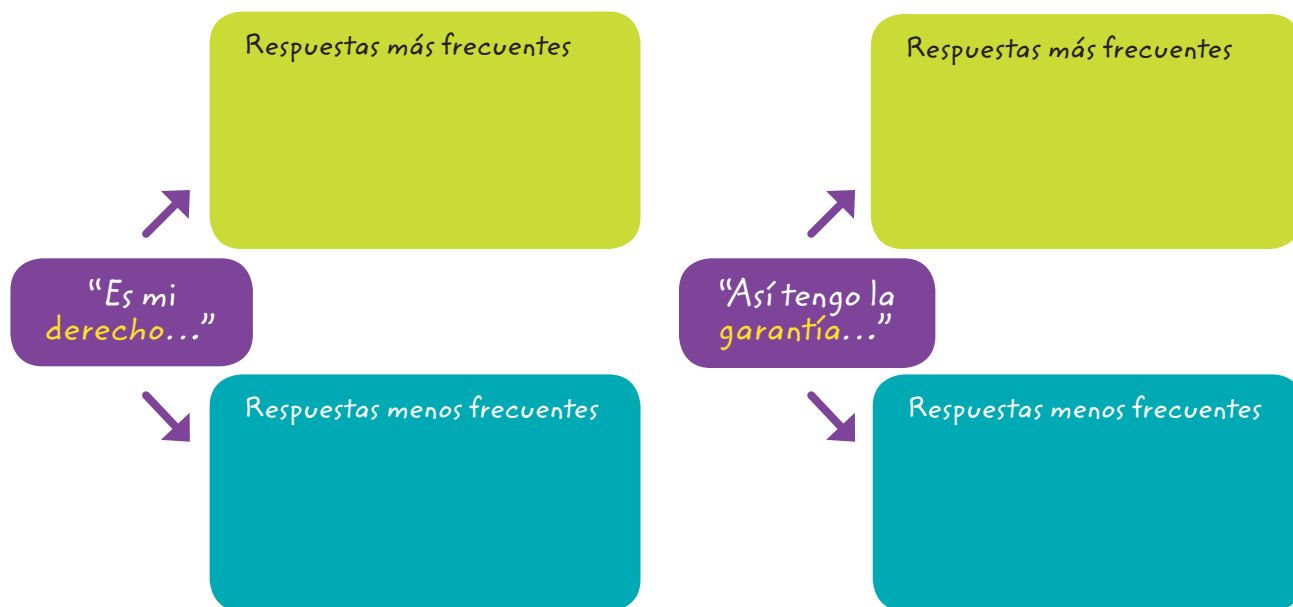 Respuestas más frecuentes
“Es mi
derecho...”
Respuestas menos frecuentes
Respuestas más frecuentes
“Así tengo la
garantía...”
Respuestas menos frecuentes